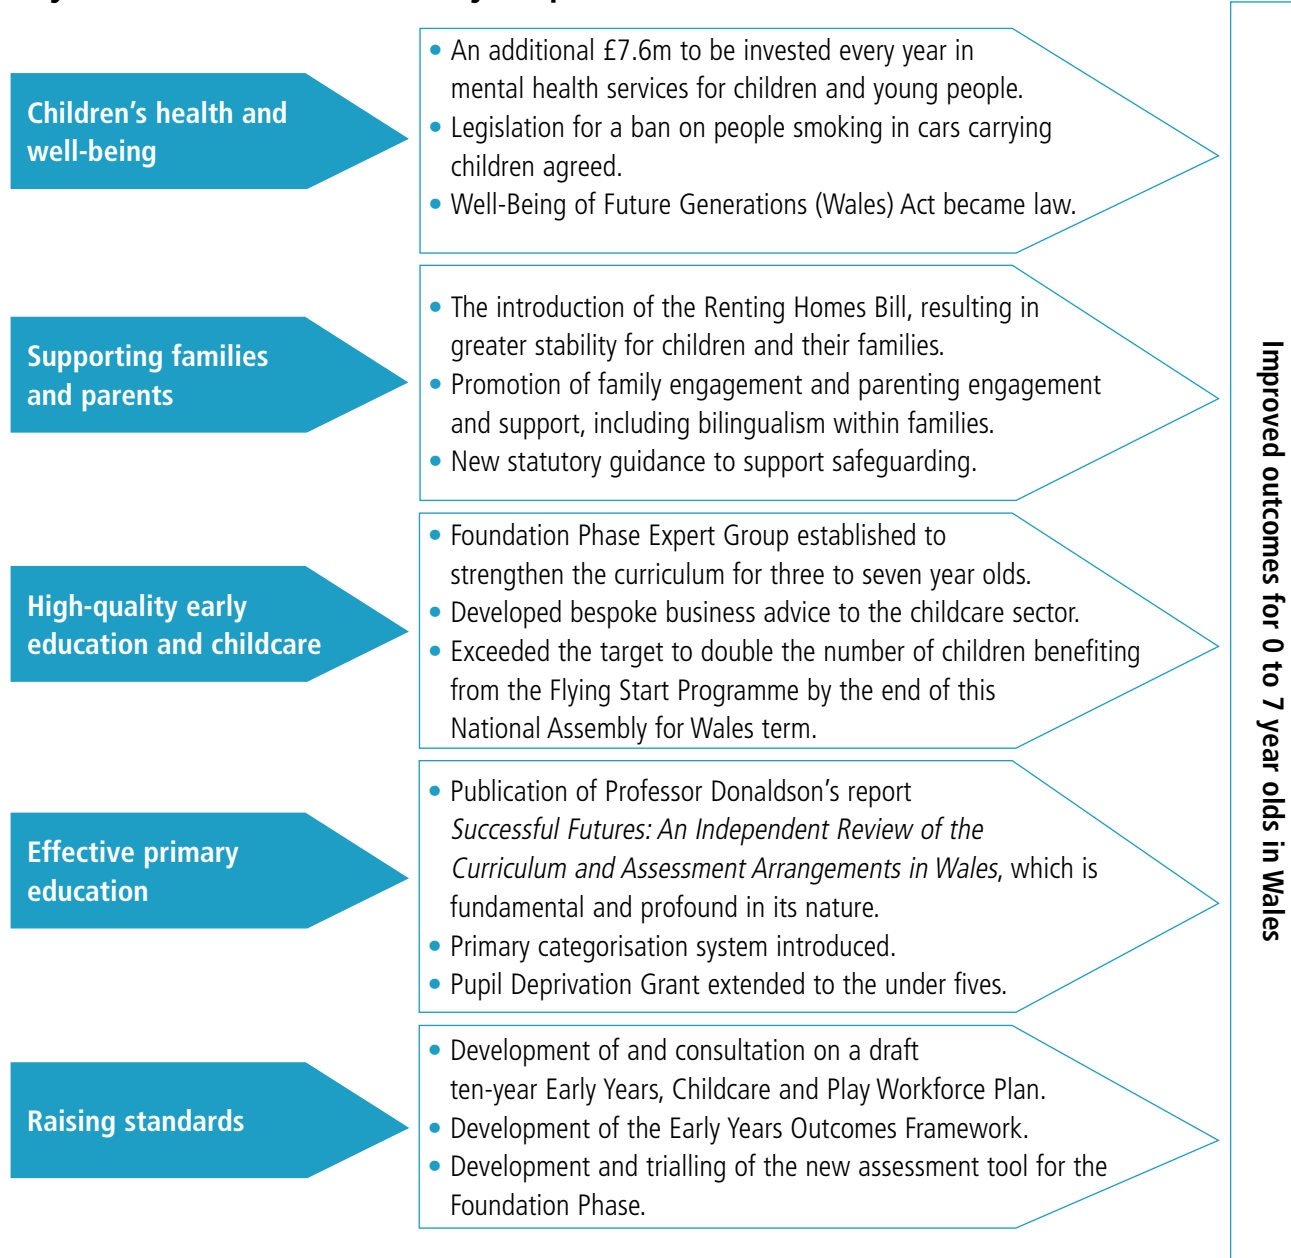 Children’s health and
well-being
• An additional £7.6m to be invested every year in
mental health services for children and young people.
• Legislation for a ban on people smoking in cars carrying
children agreed.
• Well-Being of Future Generations (Wales) Act became law.
Supporting families
and parents
• The introduction of the Renting Homes Bill, resulting in
greater stability for children and their families.
• Promotion of family engagement and parenting engagement
and support, including bilingualism within families.
• New statutory guidance to support safeguarding.
High-quality early
education and childcare
• Foundation Phase Expert Group established to
strengthen the curriculum for three to seven year olds.
• Developed bespoke business advice to the childcare sector.
• Exceeded the target to double the number of children benefiting
from the Flying Start Programme by the end of this
National Assembly for Wales term.
Effective primary
education
• Publication of Professor Donaldson’s report
Successful Futures: An Independent Review of the
Curriculum and Assessment Arrangements in Wales, which is
fundamental and profound in its nature.
• Primary categorisation system introduced.
• Pupil Deprivation Grant extended to the under fives.
Raising standards
• Development of and consultation on a draft
ten-year Early Years, Childcare and Play Workforce Plan.
• Development of the Early Years Outcomes Framework.
• Development and trialling of the new assessment tool for the
Foundation Phase.
Improved outcomes for 0 to 7 year olds in Wales